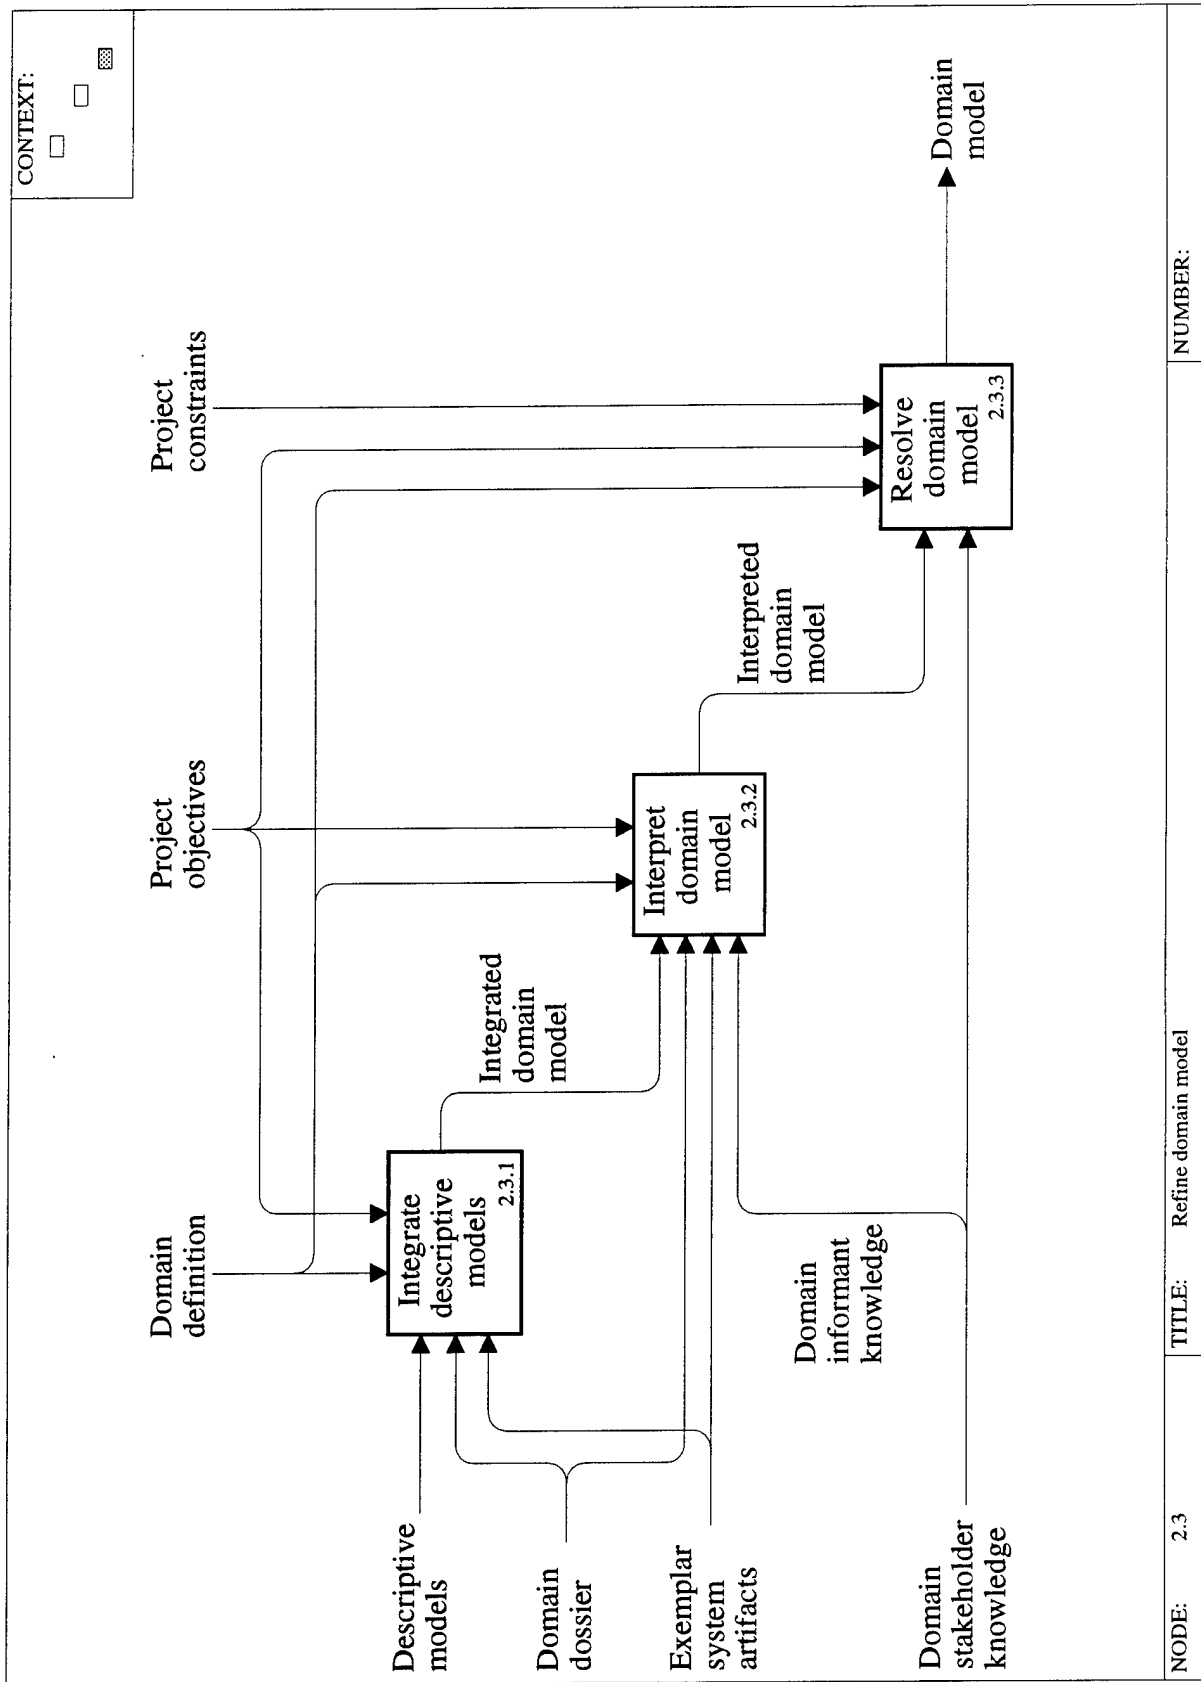 CONTEXT:
Domain
definition
Project
objectives
Project
constraints
Descriptive
models
Integrate
descriptive
models
2.3.1
Domain
dossier
Integrated
domain
model
Exemplar
system
artifacts
Interpret
domain
model
2.3.2
Interpreted
domain
model
Domain
informant
knowledge
Domain
stakeholder
knowledge
Resolve
domain
model
2.3.3
Domain
model
NODE: 2.3
TITLE: Refine domain model
NUMBER: